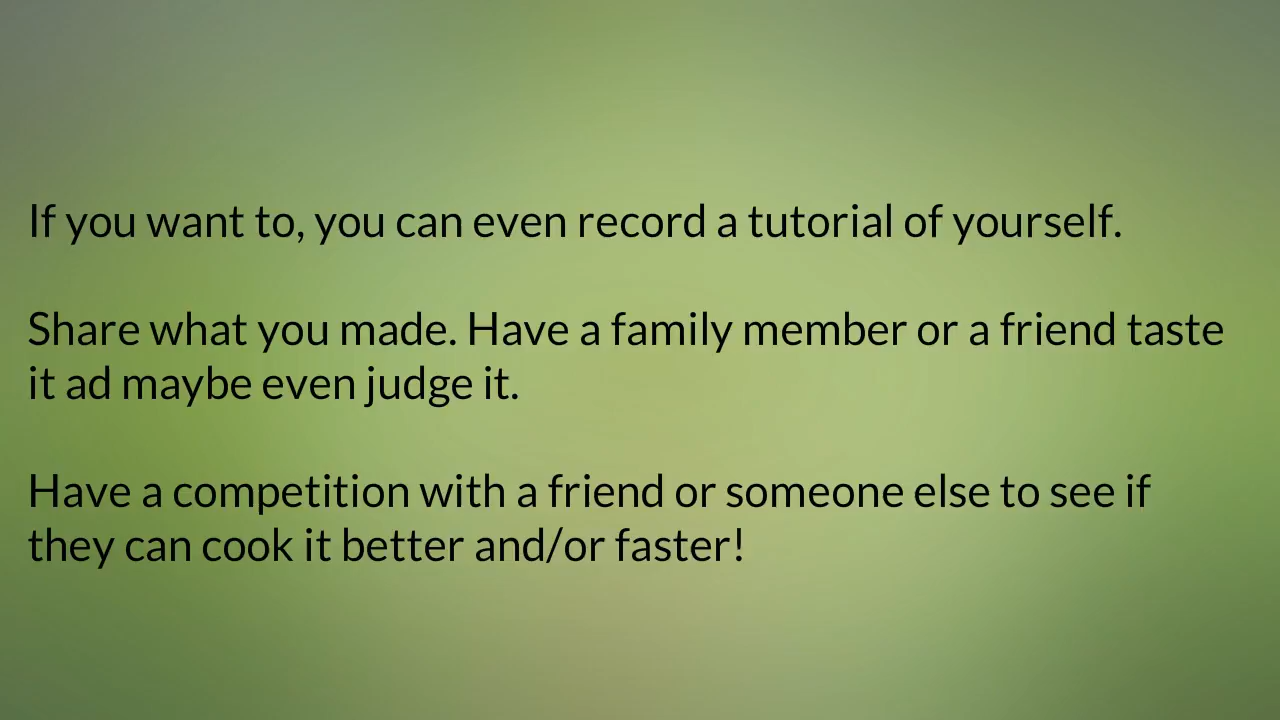 If you want to, you can even record a tutorial of yourself.
Share what you made. Have a family member or a friend taste
it ad maybe even judge it.
Have a competition with a friend or someone else to see if
they can cook it better and/or faster!